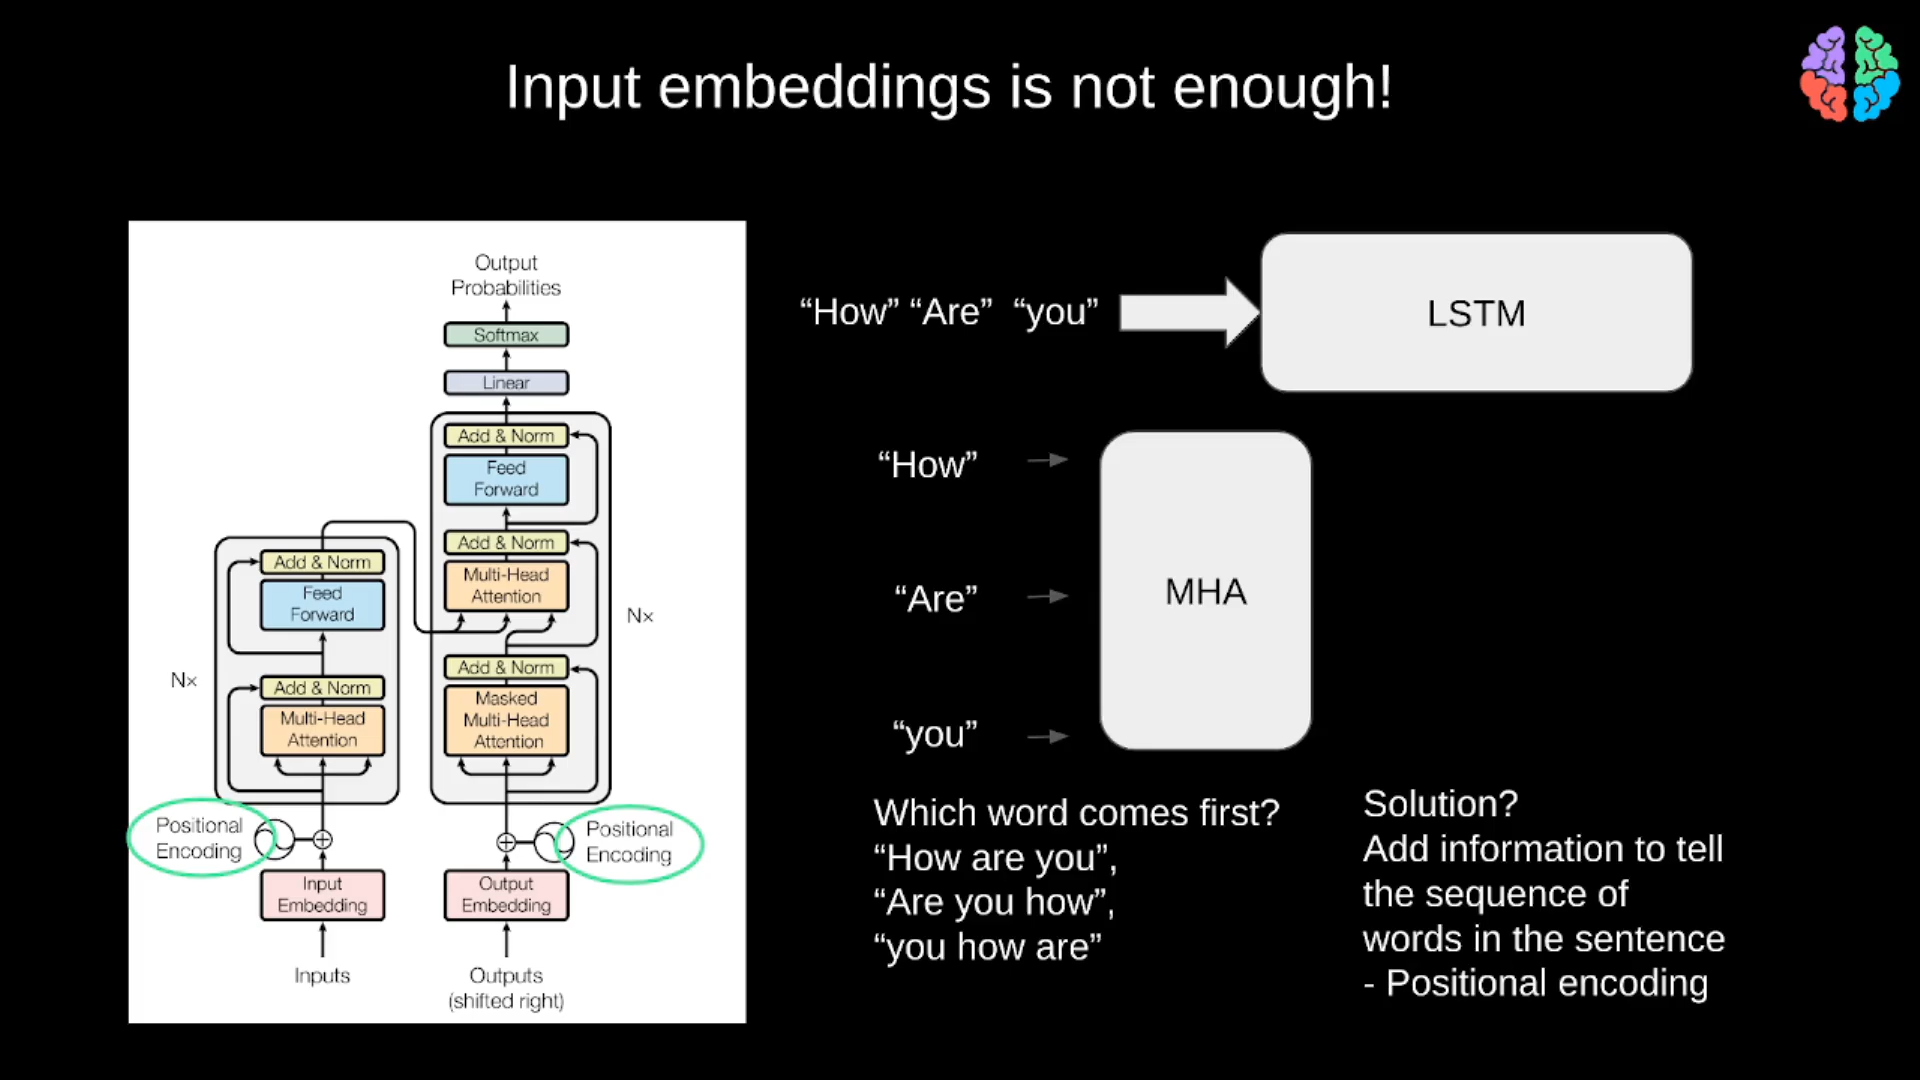 Input embeddings is not enough!
Output
Probabilities
Softmax
Linear
Add & Norm
Feed
Forward
Add & Norm
Multi-Head
Attention
Nx
Add & Norm
Masked
Multi-Head
Attention
Add & Norm
Feed
Forward
Nx
Add & Norm
Multi-Head
Attention
Positional
Encoding
Positional
Encoding
Input
Embedding
Output
Embedding
Inputs
Outputs
(shifted right)
“How” “Are” “you”
LSTM
“How”
“Are”
“you”
MHA
Which word comes first?
“How are you”,
“Are you how”,
“you how are”
Solution?
Add information to tell
the sequence of
words in the sentence
- Positional encoding